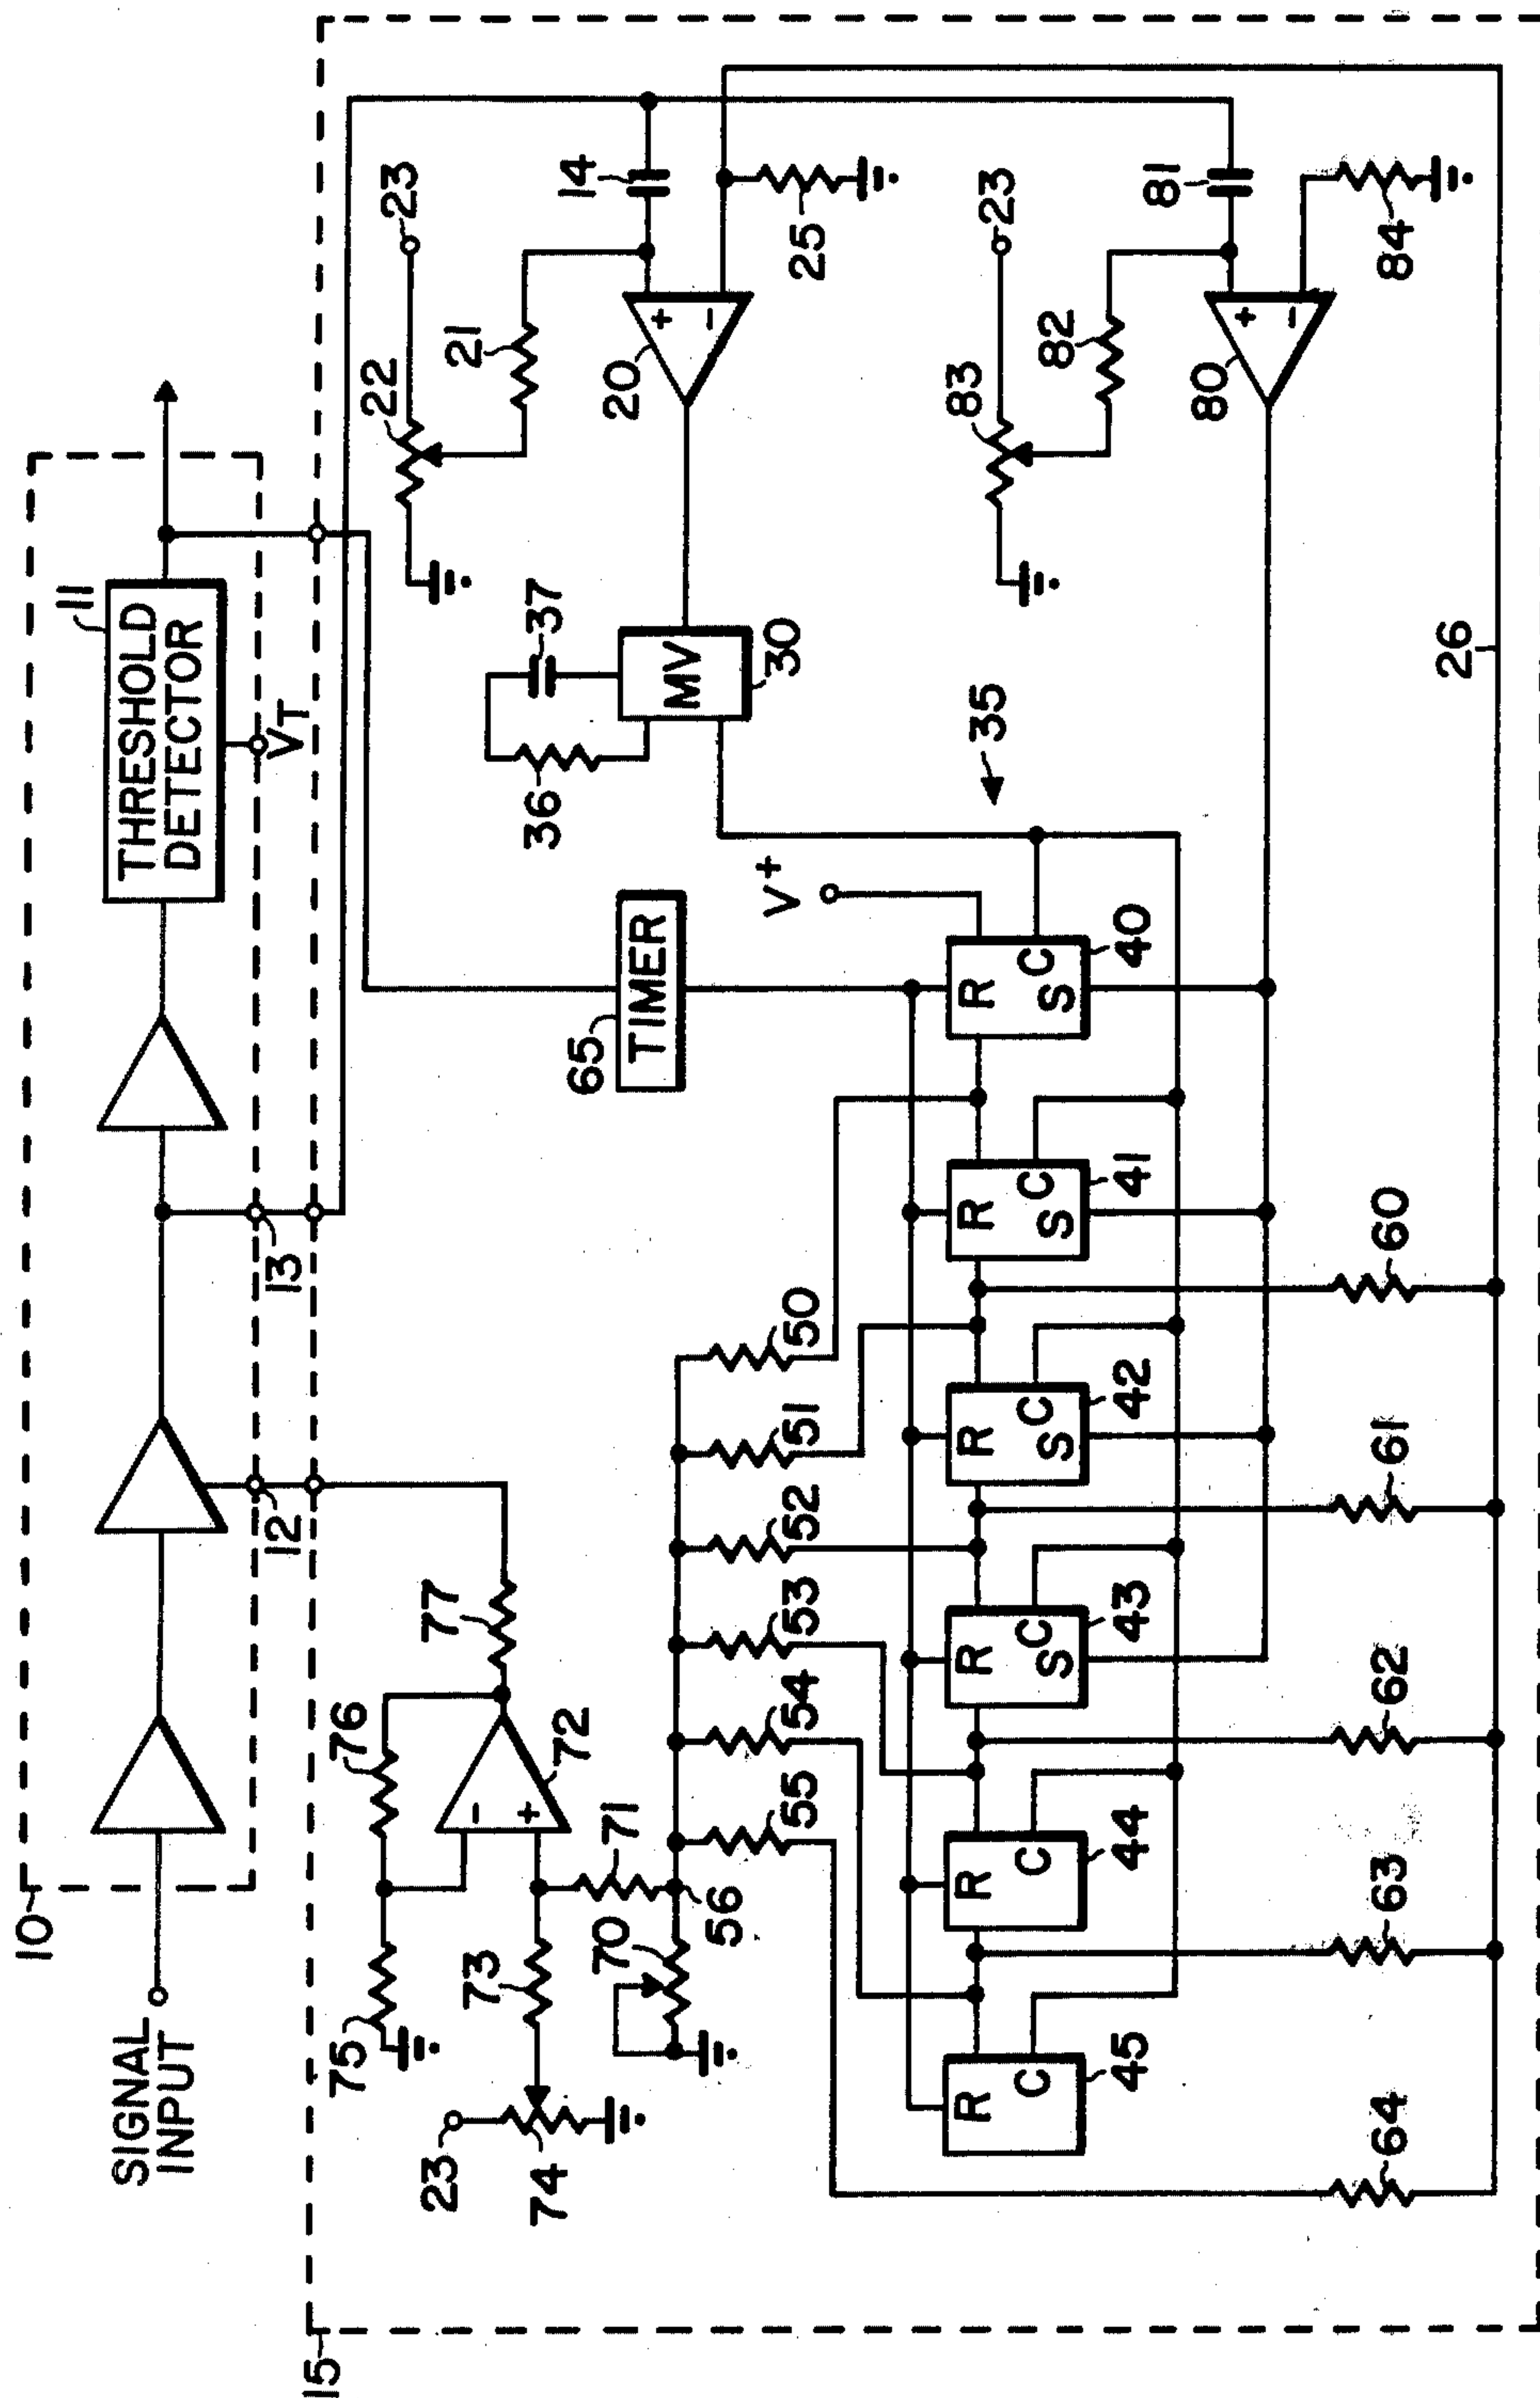 10
SIGNAL
INPUT
12
13
11
THRESHOLD
DETECTOR
VT
15
23
74
75
73
76
72
−
+
77
71
70
56
55
54
53
52
51
50
65
TIMER
V+
36
37
MV
30
35
22
23
21
14
20
+
−
25
83
23
82
81
80
+
−
84
R
C
45
R
C
44
R
C
S
43
R
C
S
42
R
C
S
41
R
C
S
40
64
63
62
61
60
26